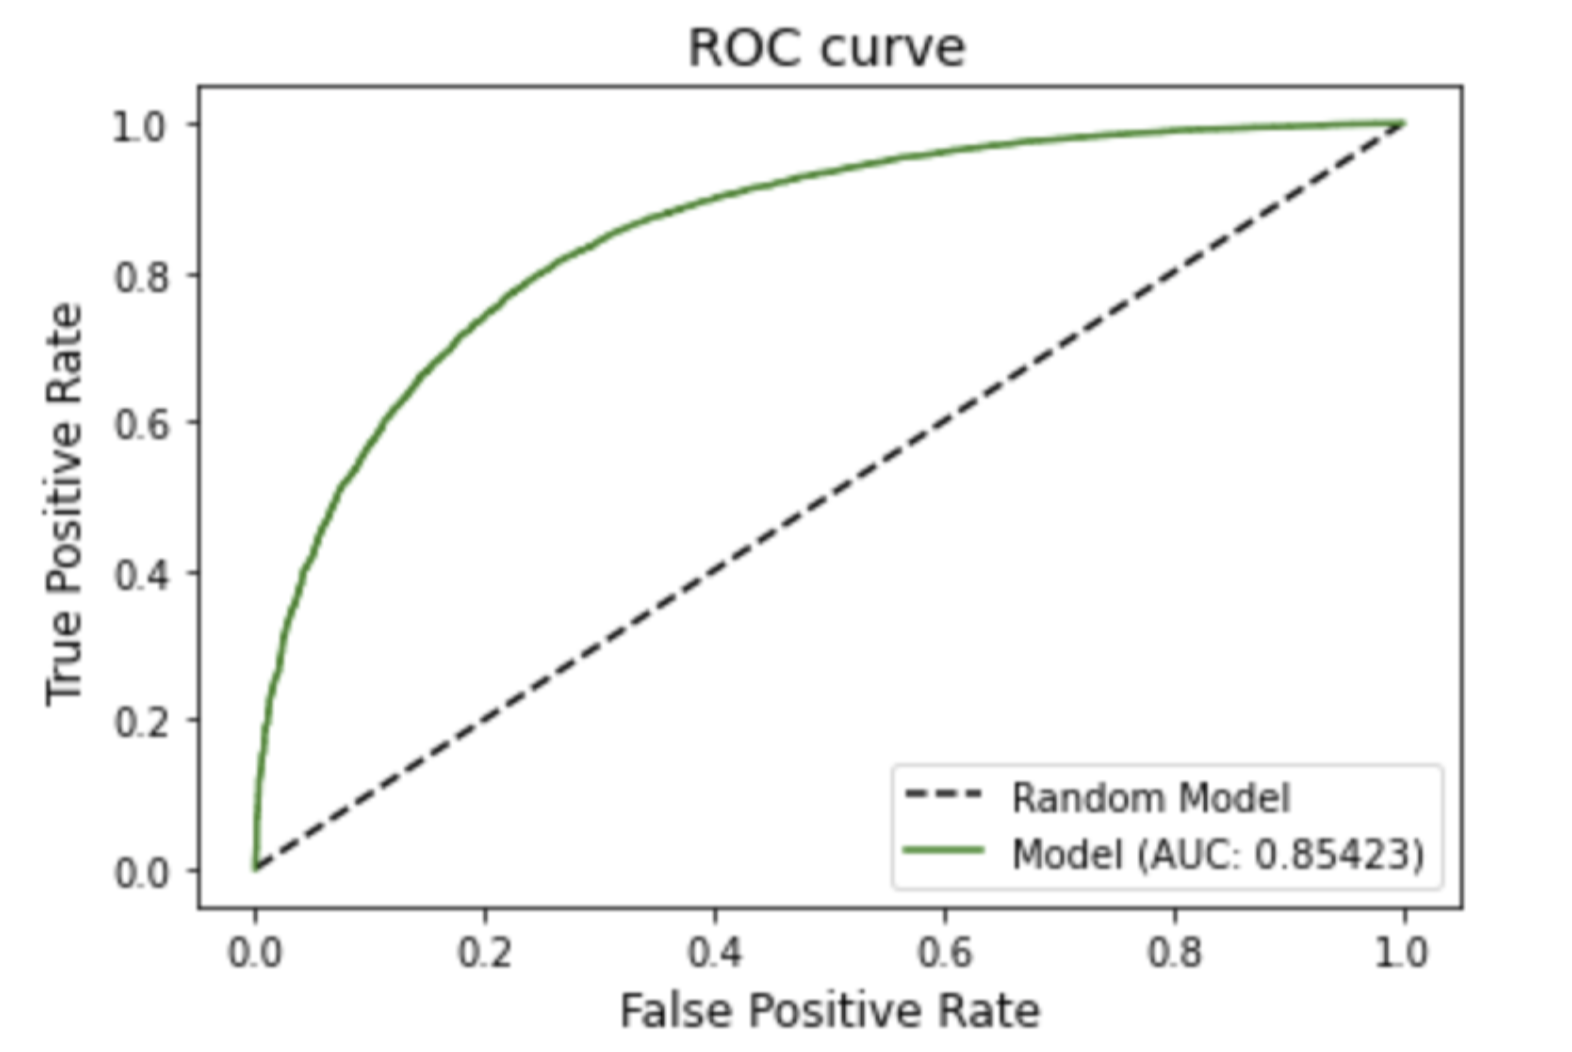 ROC curve
1.0
0.8
0.6
0.4
0.2
0.0
True Positive Rate
Random Model
Model (AUC: 0.85423)
0.0 0.2 0.4 0.6 0.8 1.0
False Positive Rate